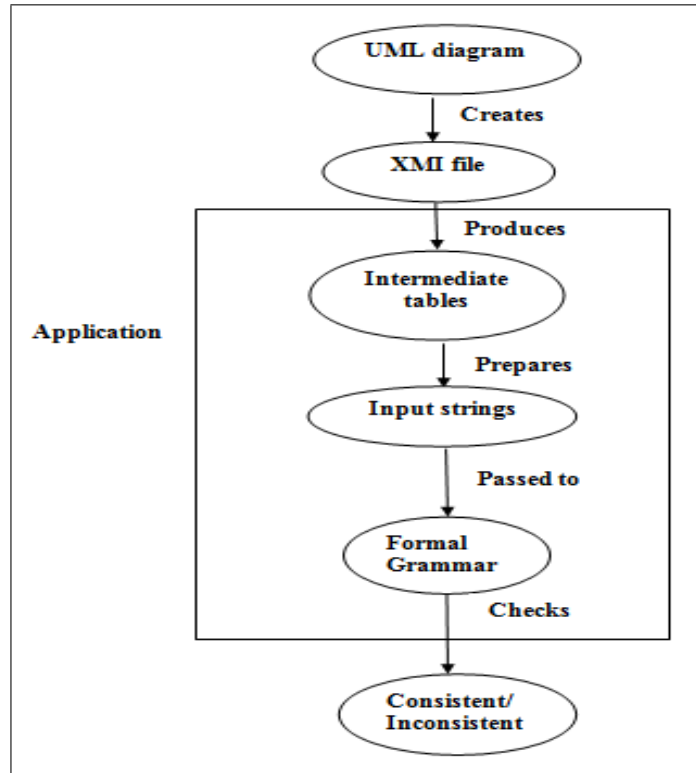 UML diagram
Creates
XMI file
Produces
Intermediate
tables
Application
Prepares
Input strings
Passed to
Formal
Grammar
Checks
Consistent/
Inconsistent